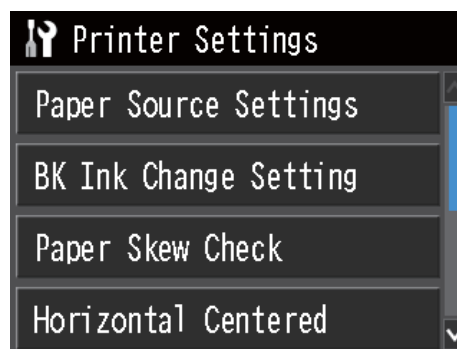 Printer Settings
Paper Source Settings
BK Ink Change Setting
Paper Skew Check
Horizontal Centered